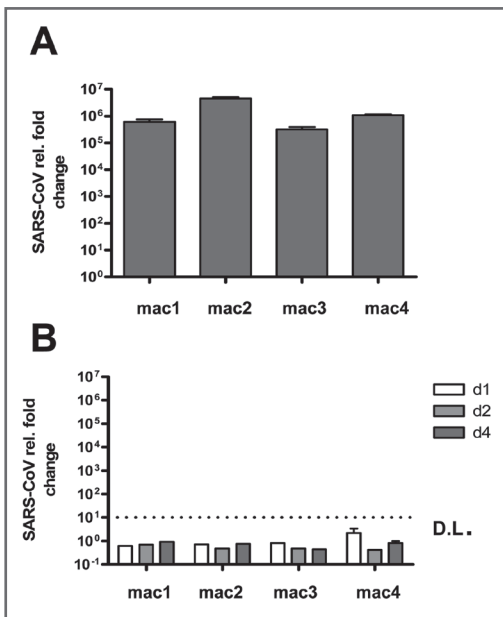 A
SARS-CoV rel. fold
change
10⁷
10⁶
10⁵
10⁴
10³
10²
10¹
10⁰
mac1 mac2 mac3 mac4
B
SARS-CoV rel. fold
change
10⁷
10⁶
10⁵
10⁴
10³
10²
10¹
10⁰
10⁻¹
mac1 mac2 mac3 mac4
d1
d2
d4
D.L.